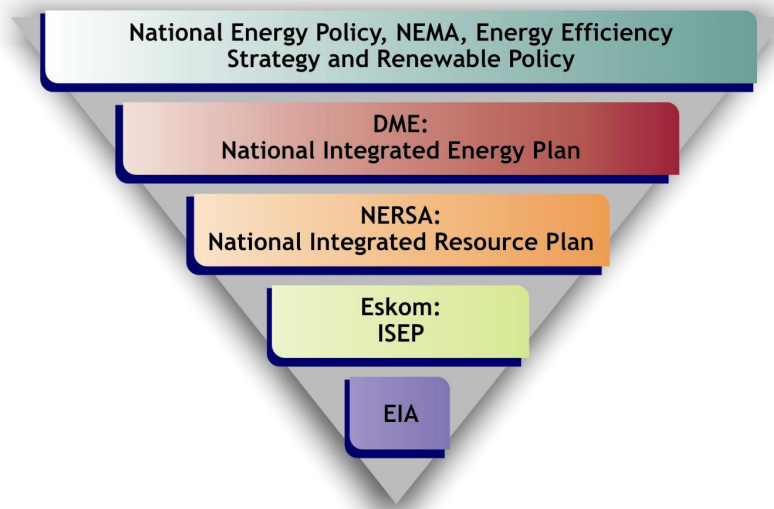 National Energy Policy, NEMA, Energy Efficiency
Strategy and Renewable Policy
DME:
National Integrated Energy Plan
NERSA:
National Integrated Resource Plan
Eskom:
ISEP
EIA